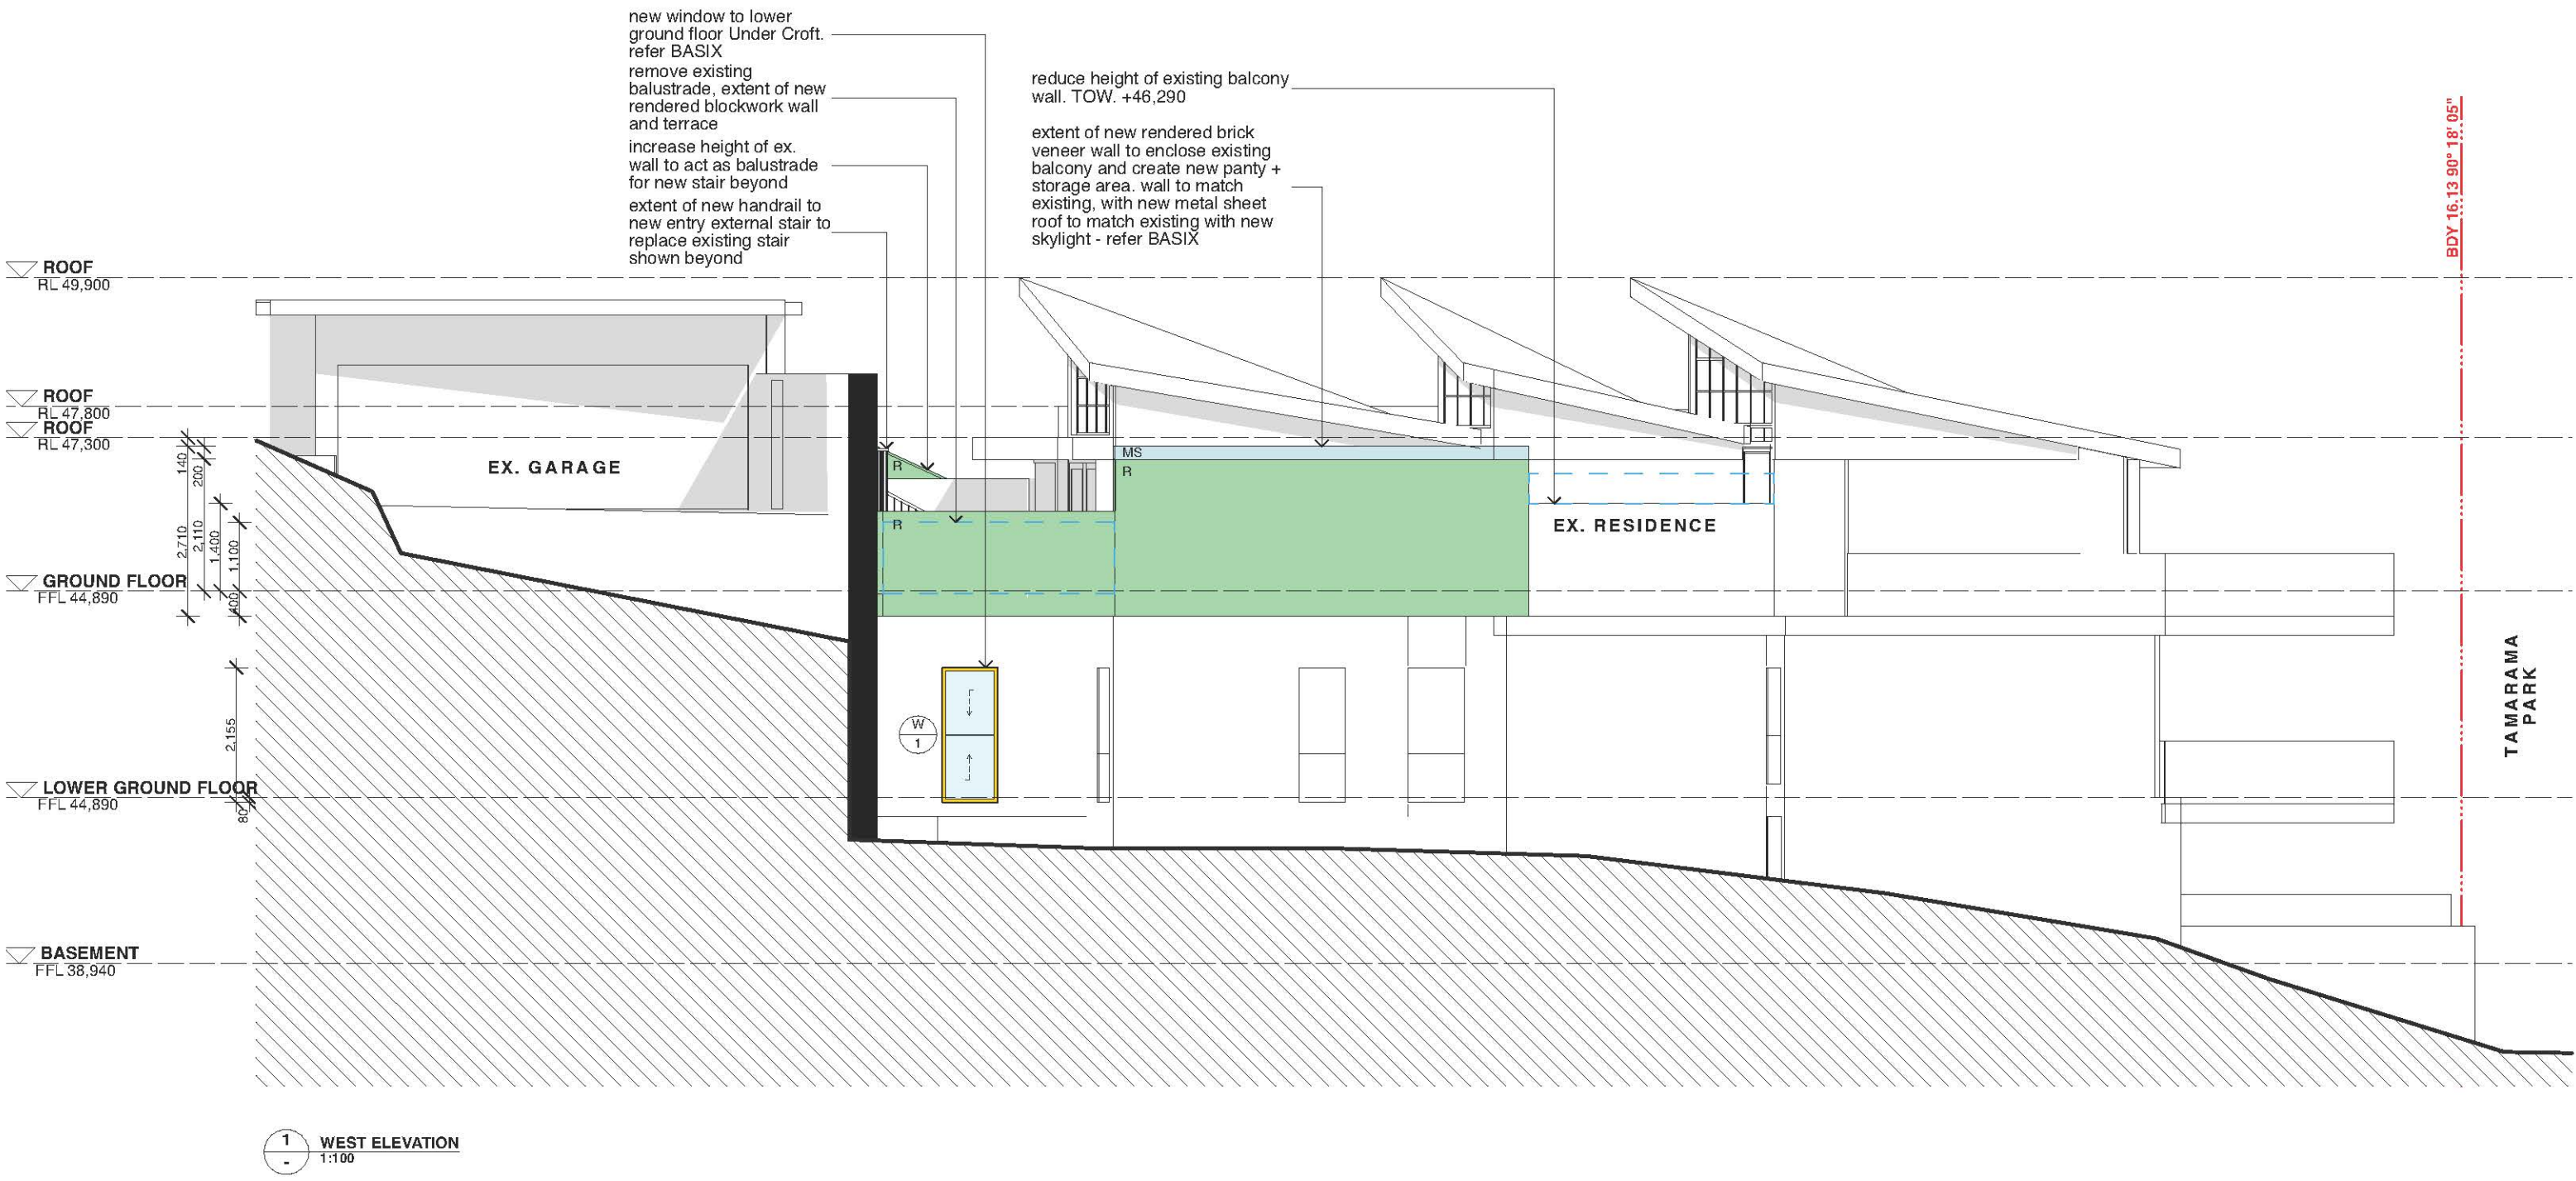 new window to lower
ground floor Under Croft.
refer BASIX
remove existing
balustrade, extent of new
rendered blockwork wall
and terrace
increase height of ex.
wall to act as balustrade
for new stair beyond
extent of new handrail to
new entry external stair to
replace existing stair
shown beyond
reduce height of existing balcony
wall. TOW. +46,290
extent of new rendered brick
veneer wall to enclose existing
balcony and create new panty +
storage area. wall to match
existing, with new metal sheet
roof to match existing with new
skylight - refer BASIX
BDY 16.13 90° 18' 05"
ROOF
RL 49,900
ROOF
RL 47,800
ROOF
RL 47,300
140
200
2,710
2,110
1,400
1,100
400
EX. GARAGE
R
MS
R
R
EX. RESIDENCE
GROUND FLOOR
FFL 44,890
2,155
W
1
TAMARAMA
PARK
LOWER GROUND FLOOR
FFL 44,890
80
BASEMENT
FFL 38,940
1
-
WEST ELEVATION
1:100